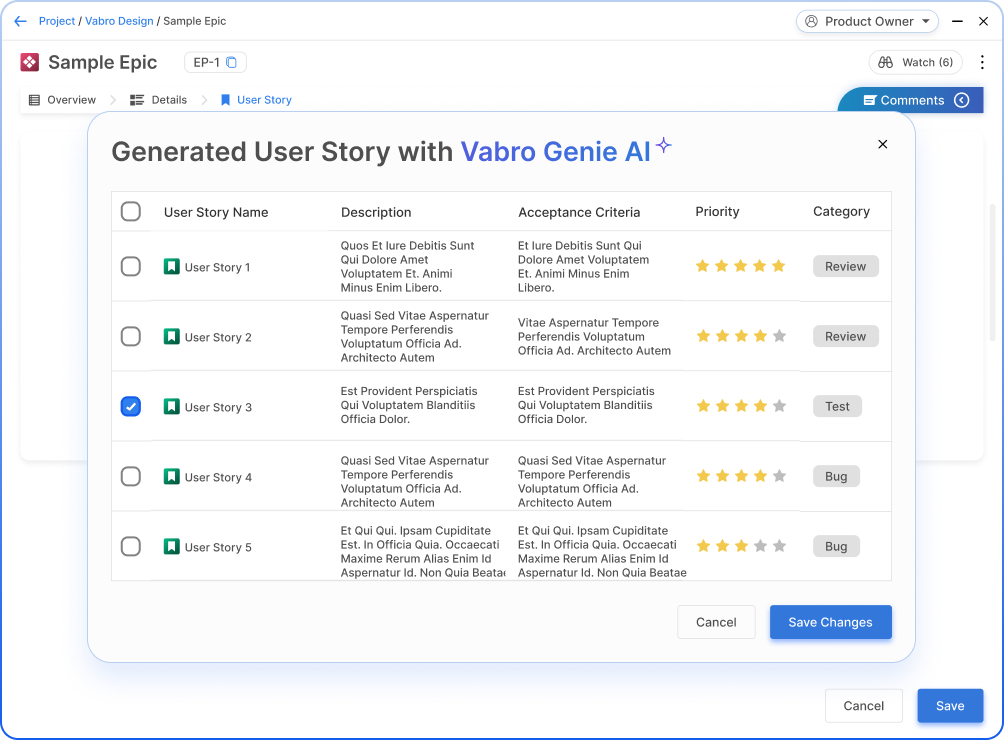 Project / Vabro Design / Sample Epic
Product Owner
Sample Epic
EP-1
Watch (6)
Overview
Details
User Story
Comments
Generated User Story with Vabro Genie AI
User Story Name
Description
Acceptance Criteria
Priority
Category
User Story 1
Quos Et Iure Debitis Sunt
Qui Dolore Amet
Voluptatem Et. Animi
Minus Enim Libero.
Et Iure Debitis Sunt Qui
Dolore Amet Voluptatem
Et. Animi Minus Enim
Libero.
Review
User Story 2
Quasi Sed Vitae Aspernatur
Tempore Perferendis
Voluptatum Officia Ad.
Architecto Autem
Vitae Aspernatur Tempore
Perferendis Voluptatum
Officia Ad. Architecto Autem
Review
User Story 3
Est Provident Perspiciatis
Qui Voluptatem Blanditiis
Officia Dolor.
Est Provident Perspiciatis
Qui Voluptatem Blanditiis
Officia Dolor.
Test
User Story 4
Quasi Sed Vitae Aspernatur
Tempore Perferendis
Voluptatum Officia Ad.
Architecto Autem
Quasi Sed Vitae Aspernatur
Tempore Perferendis
Voluptatum Officia Ad.
Architecto Autem
Bug
User Story 5
Et Qui Qui. Ipsam Cupiditate
Est. In Officia Quia. Occaecati
Maxime Rerum Alias Enim Id
Aspernatur Id. Non Quia Beatae
Et Qui Qui. Ipsam Cupiditate
Est. In Officia Quia. Occaecati
Maxime Rerum Alias Enim Id
Aspernatur Id. Non Quia Beatae
Bug
Cancel
Save Changes
Cancel
Save